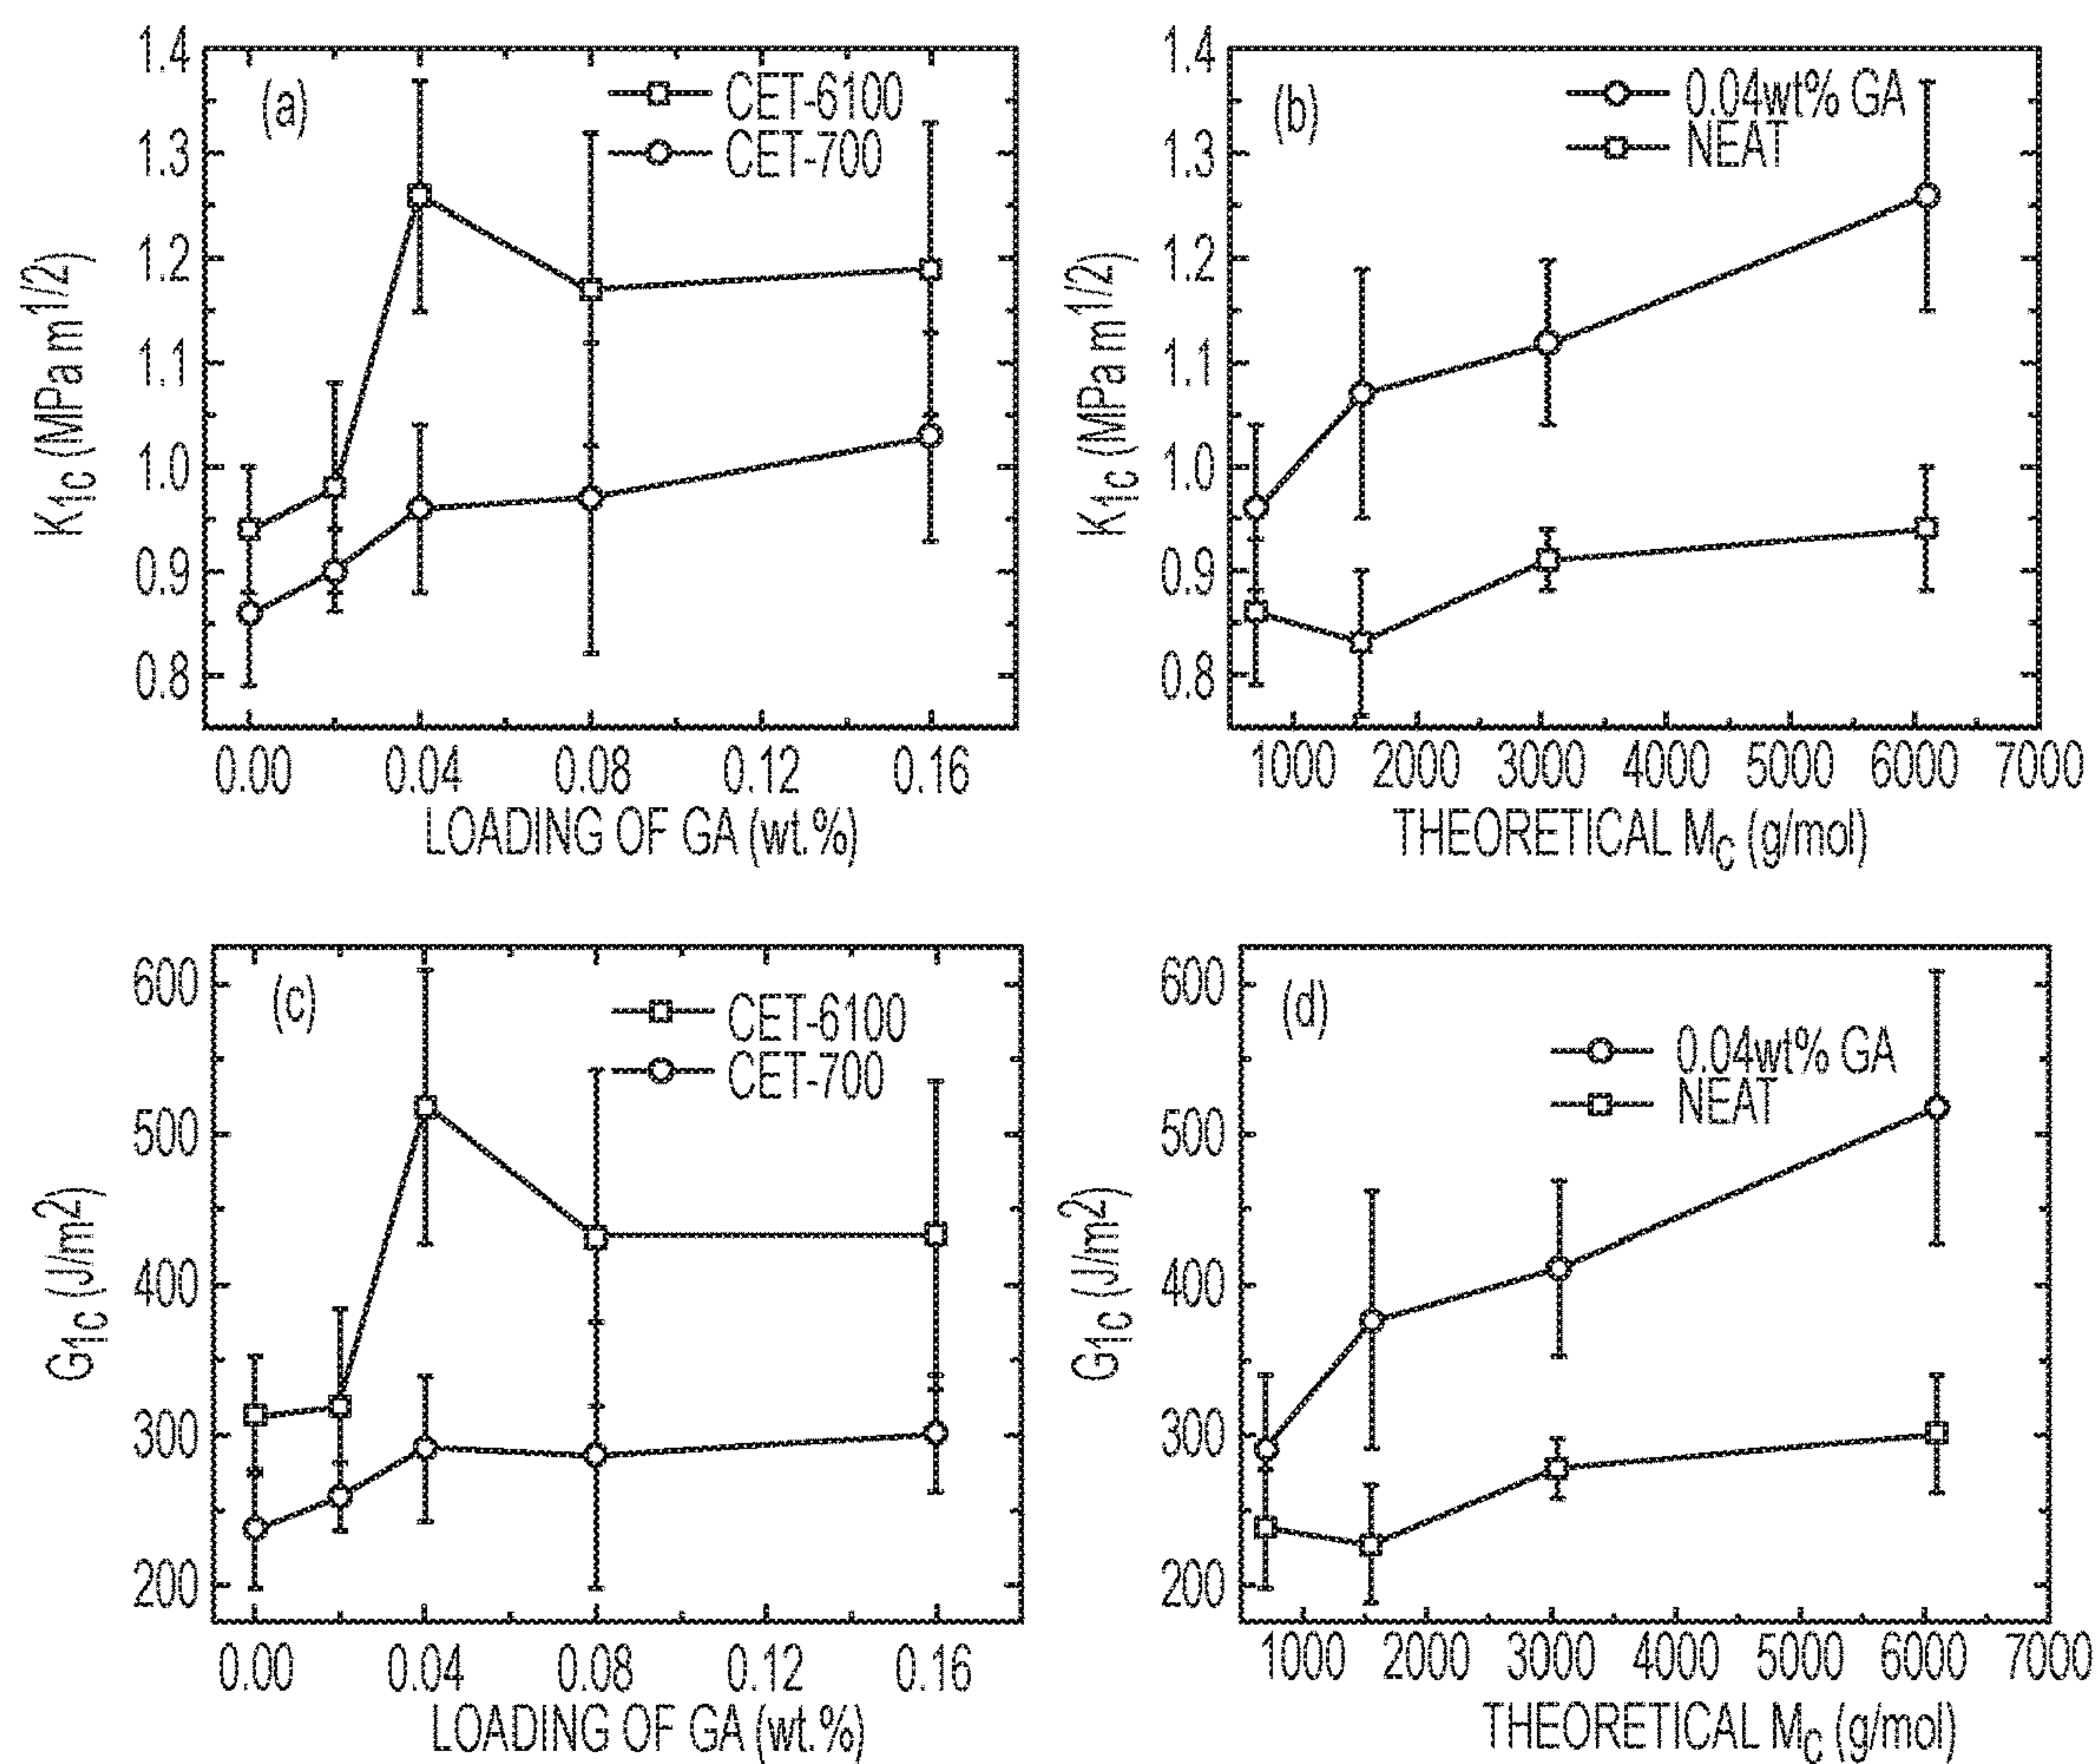 (a)
CET-6100
CET-700
1.4
1.3
1.2
1.1
1.0
0.9
0.8
K1c (MPa m1/2)
0.00 0.04 0.08 0.12 0.16
LOADING OF GA (wt.%)
(b)
0.04wt% GA
NEAT
1.4
1.3
1.2
1.1
1.0
0.9
0.8
K1c (MPa m1/2)
1000 2000 3000 4000 5000 6000 7000
THEORETICAL Mc (g/mol)
(c)
CET-6100
CET-700
600
500
400
300
200
G1c (J/m2)
0.00 0.04 0.08 0.12 0.16
LOADING OF GA (wt.%)
(d)
0.04wt% GA
NEAT
600
500
400
300
200
G1c (J/m2)
1000 2000 3000 4000 5000 6000 7000
THEORETICAL Mc (g/mol)